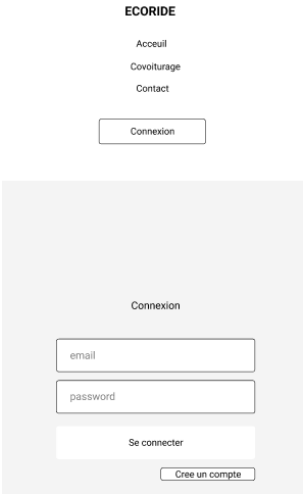 ECORIDE
Acceuil
Covoiturage
Contact
Connexion
Connexion
email
password
Se connecter
Cree un compte